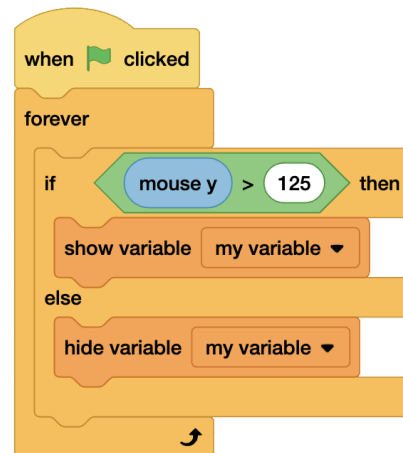 when clicked
forever
if mouse y > 125 then
show variable my variable
else
hide variable my variable